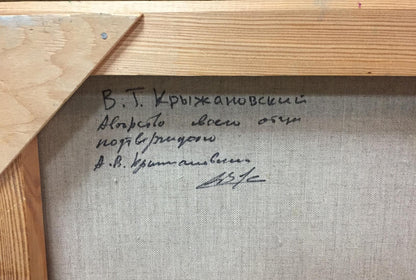 В.Т. Крыжановский
Авторство моего отца
подтверждаю
А.В. Крыжановский